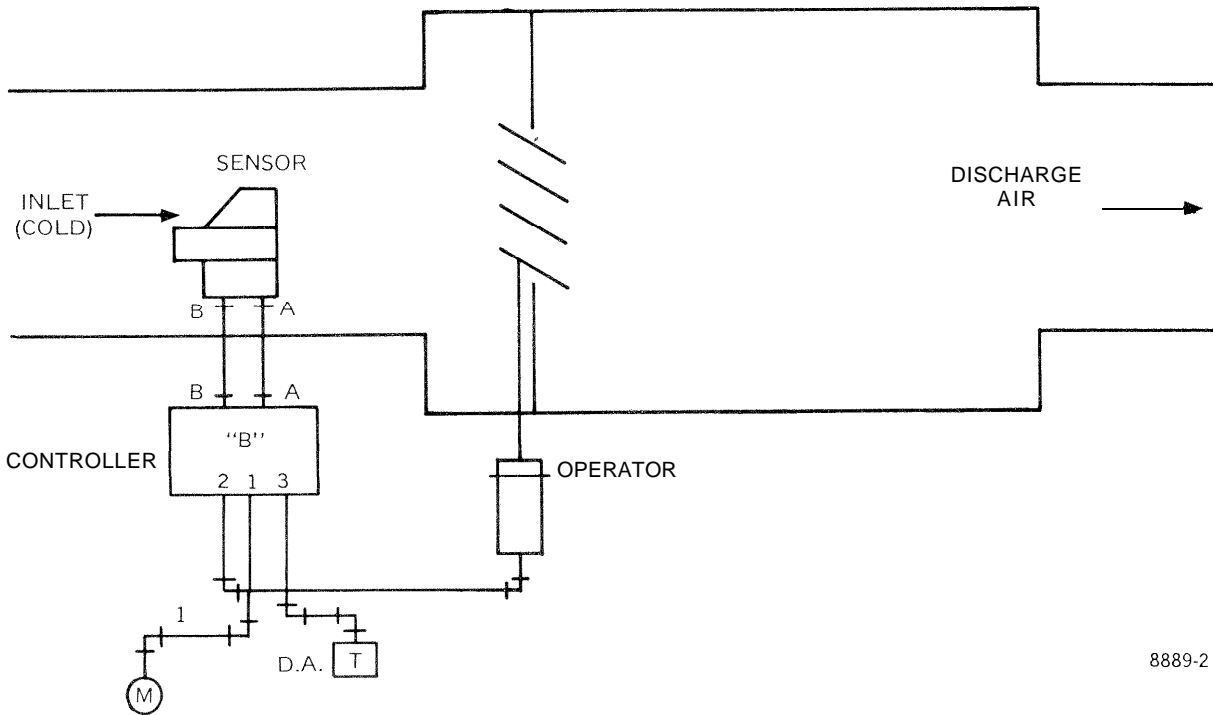 SENSOR
INLET
(COLD)
DISCHARGE
AIR
B A
B A
"B"
CONTROLLER
2 1 3
OPERATOR
1
D.A. T
M
8889-2